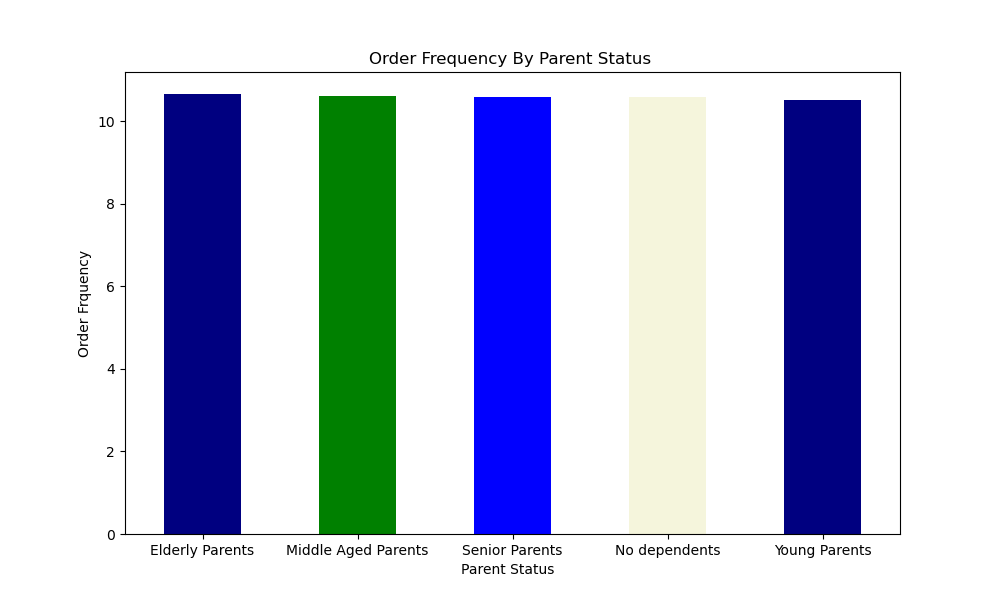 Order Frequency By Parent Status
Order Frquency
10
8
6
4
2
0
Elderly Parents Middle Aged Parents Senior Parents No dependents Young Parents
Parent Status